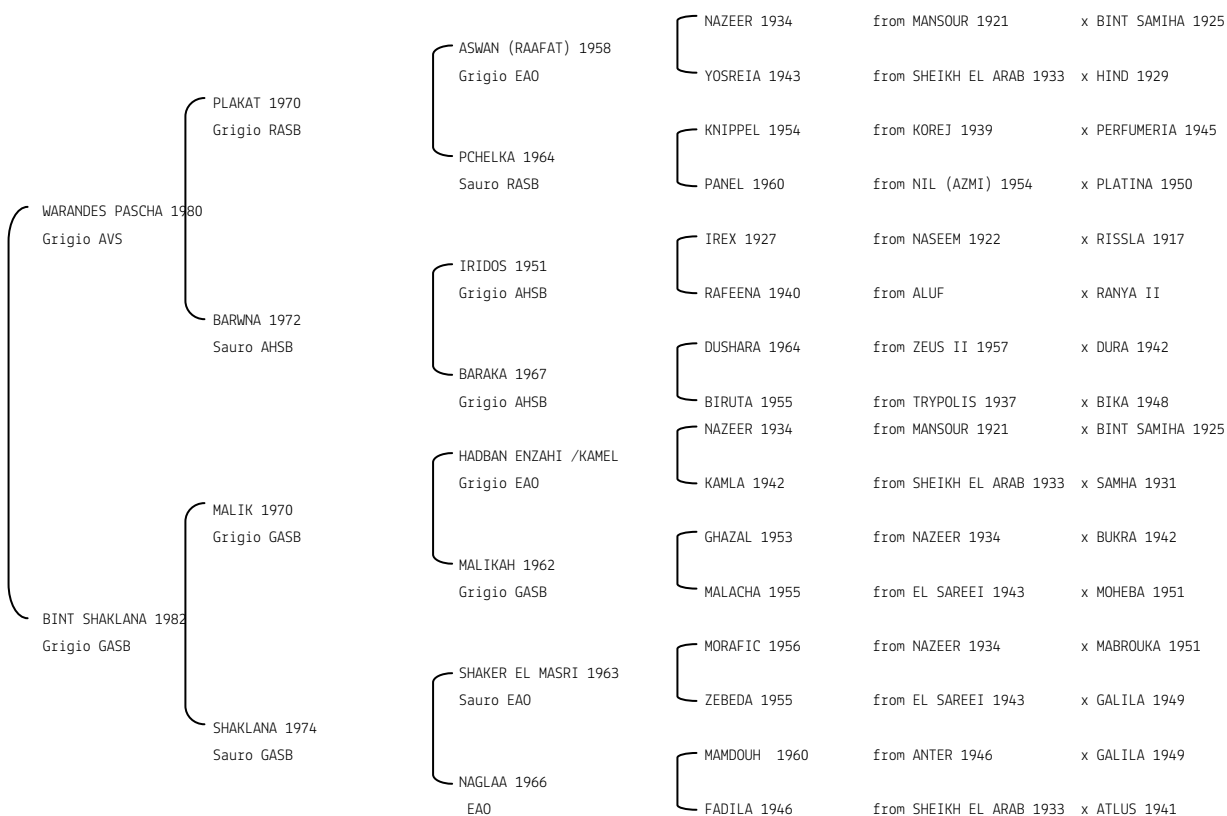 NAZEER 1934 from MANSOUR 1921 x BINT SAMIHA 1925
ASWAN (RAAFAT) 1958
Grigio EAO
YOSREIA 1943 from SHEIKH EL ARAB 1933 x HIND 1929
PLAKAT 1970
Grigio RASB
KNIPPEL 1954 from KOREJ 1939 x PERFUMERIA 1945
PCHELKA 1964
Sauro RASB
PANEL 1960 from NIL (AZMI) 1954 x PLATINA 1950
WARANDES PASCHA 1980
Grigio AVS
IREX 1927 from NASEEM 1922 x RISSLA 1917
IRIDOS 1951
Grigio AHSB
RAFEENA 1940 from ALUF x RANYA II
BARWNA 1972
Sauro AHSB
DUSHARA 1964 from ZEUS II 1957 x DURA 1942
BARAKA 1967
Grigio AHSB
BIRUTA 1955 from TRYPOLIS 1937 x BIKA 1948
NAZEER 1934 from MANSOUR 1921 x BINT SAMIHA 1925
HADBAN ENZAHI /KAMEL
Grigio EAO
KAMLA 1942 from SHEIKH EL ARAB 1933 x SAMHA 1931
MALIK 1970
Grigio GASB
GHAZAL 1953 from NAZEER 1934 x BUKRA 1942
MALIKAH 1962
Grigio GASB
MALACHA 1955 from EL SAREEI 1943 x MOHEBA 1951
BINT SHAKLANA 1982
Grigio GASB
MORAFIC 1956 from NAZEER 1934 x MABROUKA 1951
SHAKER EL MASRI 1963
Sauro EAO
ZEBEDA 1955 from EL SAREEI 1943 x GALILA 1949
SHAKLANA 1974
Sauro GASB
MAMDOUH 1960 from ANTER 1946 x GALILA 1949
NAGLAA 1966
EAO
FADILA 1946 from SHEIKH EL ARAB 1933 x ATLUS 1941